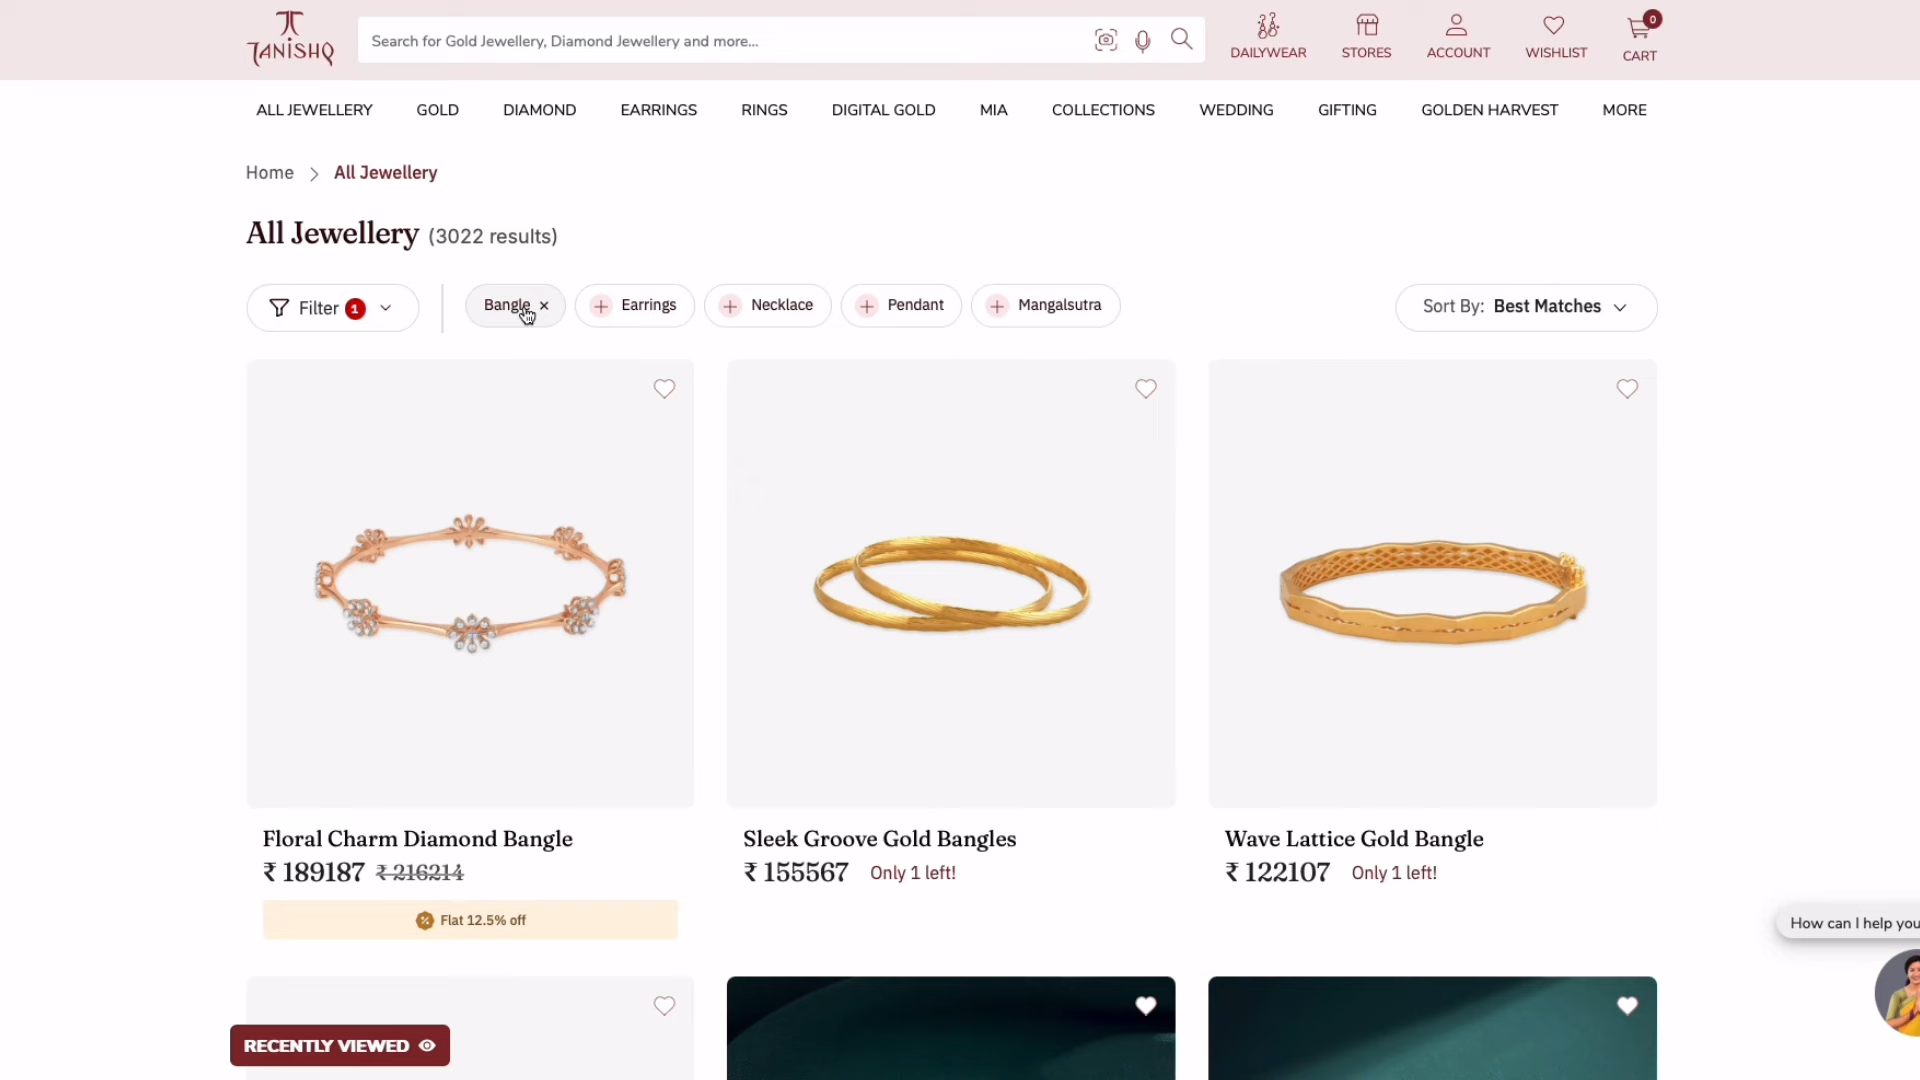 TANISHQ
Search for Gold Jewellery, Diamond Jewellery and more...
DAILYWEAR
STORES
ACCOUNT
WISHLIST
0
CART
ALL JEWELLERY
GOLD
DIAMOND
EARRINGS
RINGS
DIGITAL GOLD
MIA
COLLECTIONS
WEDDING
GIFTING
GOLDEN HARVEST
MORE
Home > All Jewellery
All Jewellery (3022 results)
Filter 1
Bangle ×
+ Earrings
+ Necklace
+ Pendant
+ Mangalsutra
Sort By: Best Matches
Floral Charm Diamond Bangle
₹ 189187 ₹ 216214
% Flat 12.5% off
Sleek Groove Gold Bangles
₹ 155567 Only 1 left!
Wave Lattice Gold Bangle
₹ 122107 Only 1 left!
How can I help you
RECENTLY VIEWED